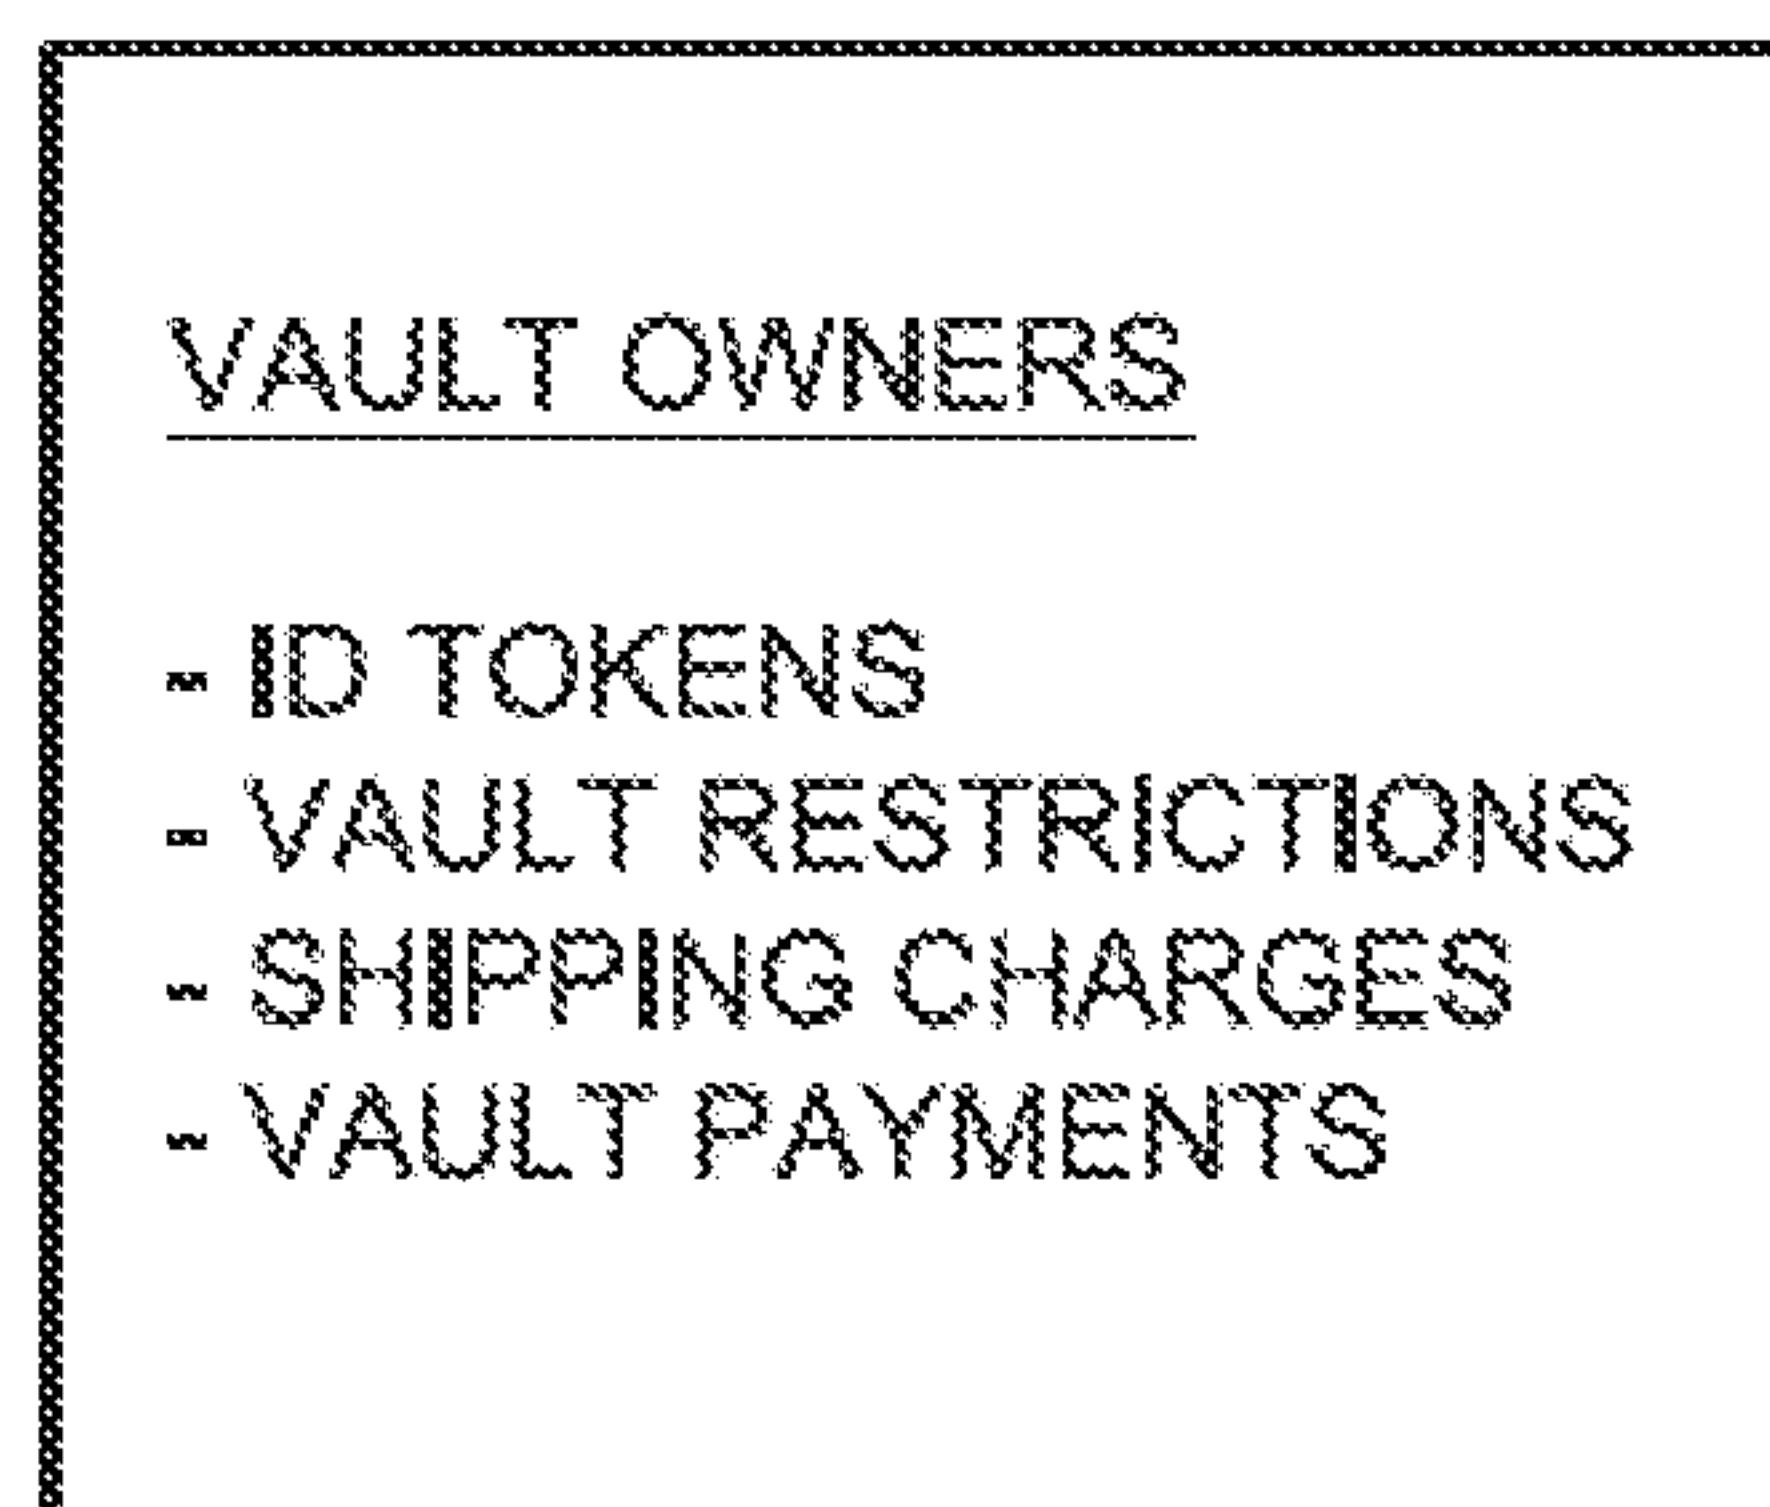 VAULT OWNERS
- ID TOKENS
- VAULT RESTRICTIONS
- SHIPPING CHARGES
- VAULT PAYMENTS